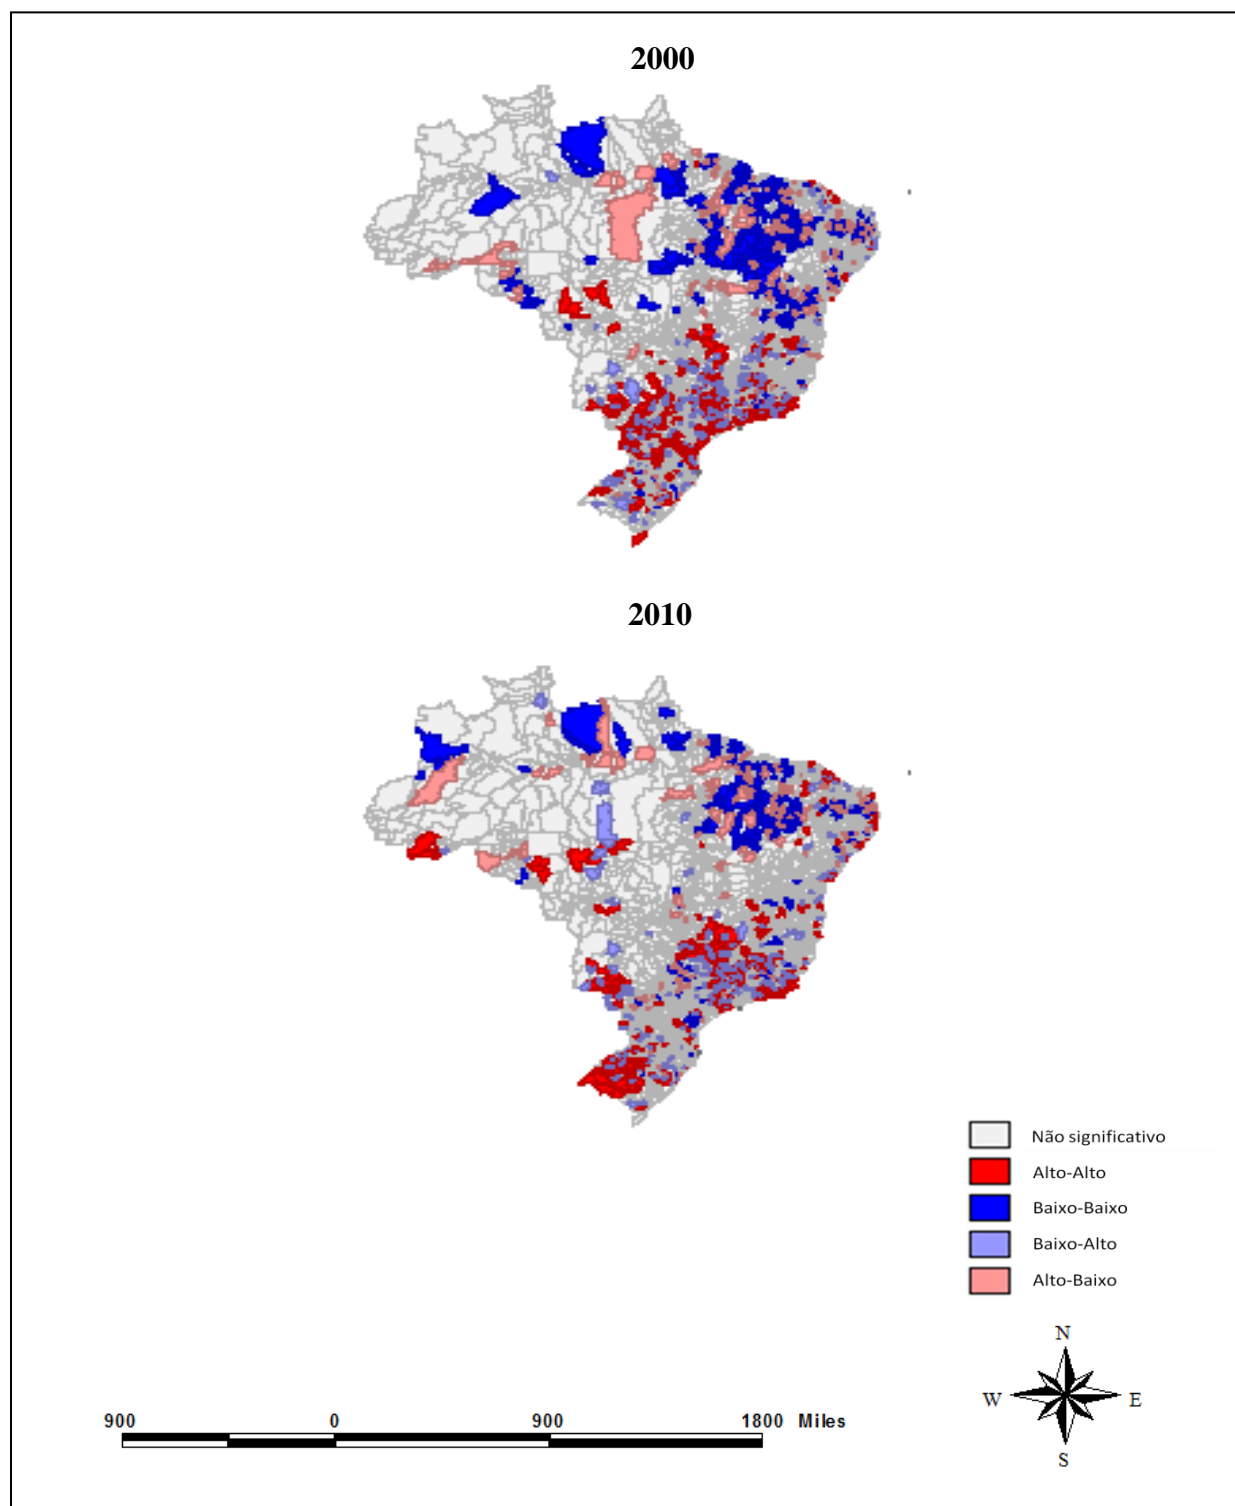 2000
2010
Não significativo
Alto-Alto
Baixo-Baixo
Baixo-Alto
Alto-Baixo
N
W E
S
900 0 900 1800 Miles